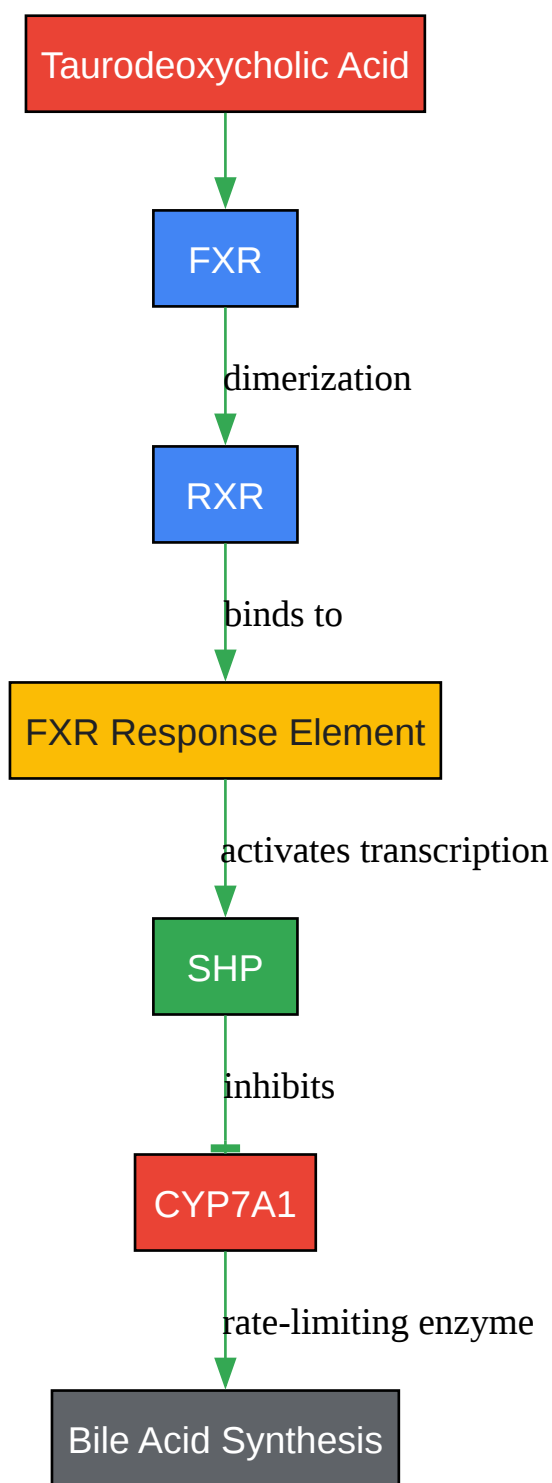 Taurodeoxycholic Acid
FXR
dimerization
RXR
binds to
FXR Response Element
activates transcription
SHP
inhibits
CYP7A1
rate-limiting enzyme
Bile Acid Synthesis